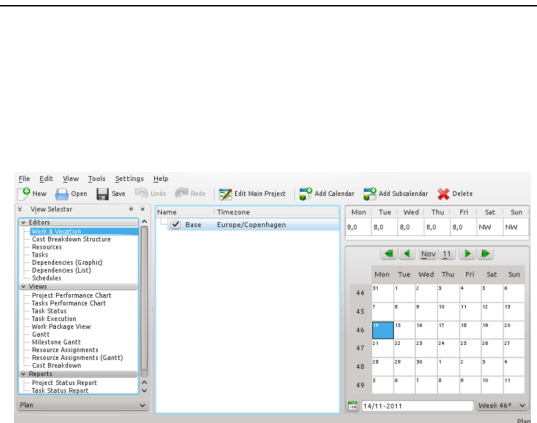 File Edit View Tools Settings Help
New Open Save Undo Redo Edit Main Project Add Calendar Add Subcalendar Delete
View Selector
Editors
Work & Vacation
Cost Breakdown Structure
Resources
Tasks
Dependencies (Graphic)
Dependencies (List)
Schedules
Views
Project Performance Chart
Tasks Performance Chart
Task Status
Task Execution
Work Package View
Gantt
Milestone Gantt
Resource Assignments
Resource Assignments (Gantt)
Cost Breakdown
Reports
Project Status Report
Task Status Report
Plan
Name Timezone
Base Europe/Copenhagen
Mon Tue Wed Thu Fri Sat Sun
8,0 8,0 8,0 8,0 8,0 NW NW
Nov 11
Mon Tue Wed Thu Fri Sat Sun
44 31 1 2 3 4 5 6
45 7 8 9 10 11 12 13
46 14 15 16 17 18 19 20
47 21 22 23 24 25 26 27
48 28 29 30 1 2 3 4
49 5 6 7 8 9 10 11
14/11-2011 Week 46*
Plan